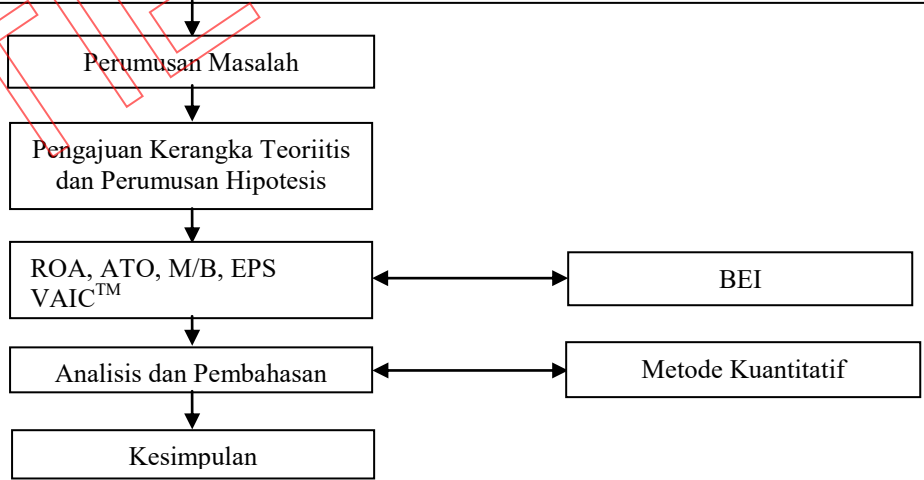 Perumusan Masalah
Pengajuan Kerangka Teoriitis
dan Perumusan Hipotesis
ROA, ATO, M/B, EPS
VAIC™
BEI
Analisis dan Pembahasan
Metode Kuantitatif
Kesimpulan